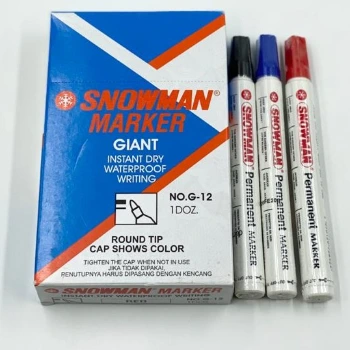 SNOWMAN®
MARKER
GIANT
INSTANT DRY
WATERPROOF
WRITING
NO.G-12
1 DOZ.
ROUND TIP
CAP SHOWS COLOR
TIGHTEN THE CAP WHEN NOT IN USE
JIKA TIDAK DIPAKAI,
RENUTUPNYA HARUS DIPASANG DENGAN KENCANG
SNOWMAN MARKER
INSTANT DRY WATERPROOF WRITING
SNOWMAN
Permanent
MARKER
SNOWMAN
Permanent
MARKER
SNOWMAN
Permanent
MARKER